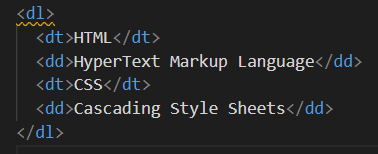 <dl>
<dt>HTML</dt>
<dd>HyperText Markup Language</dd>
<dt>CSS</dt>
<dd>Cascading Style Sheets</dd>
</dl>